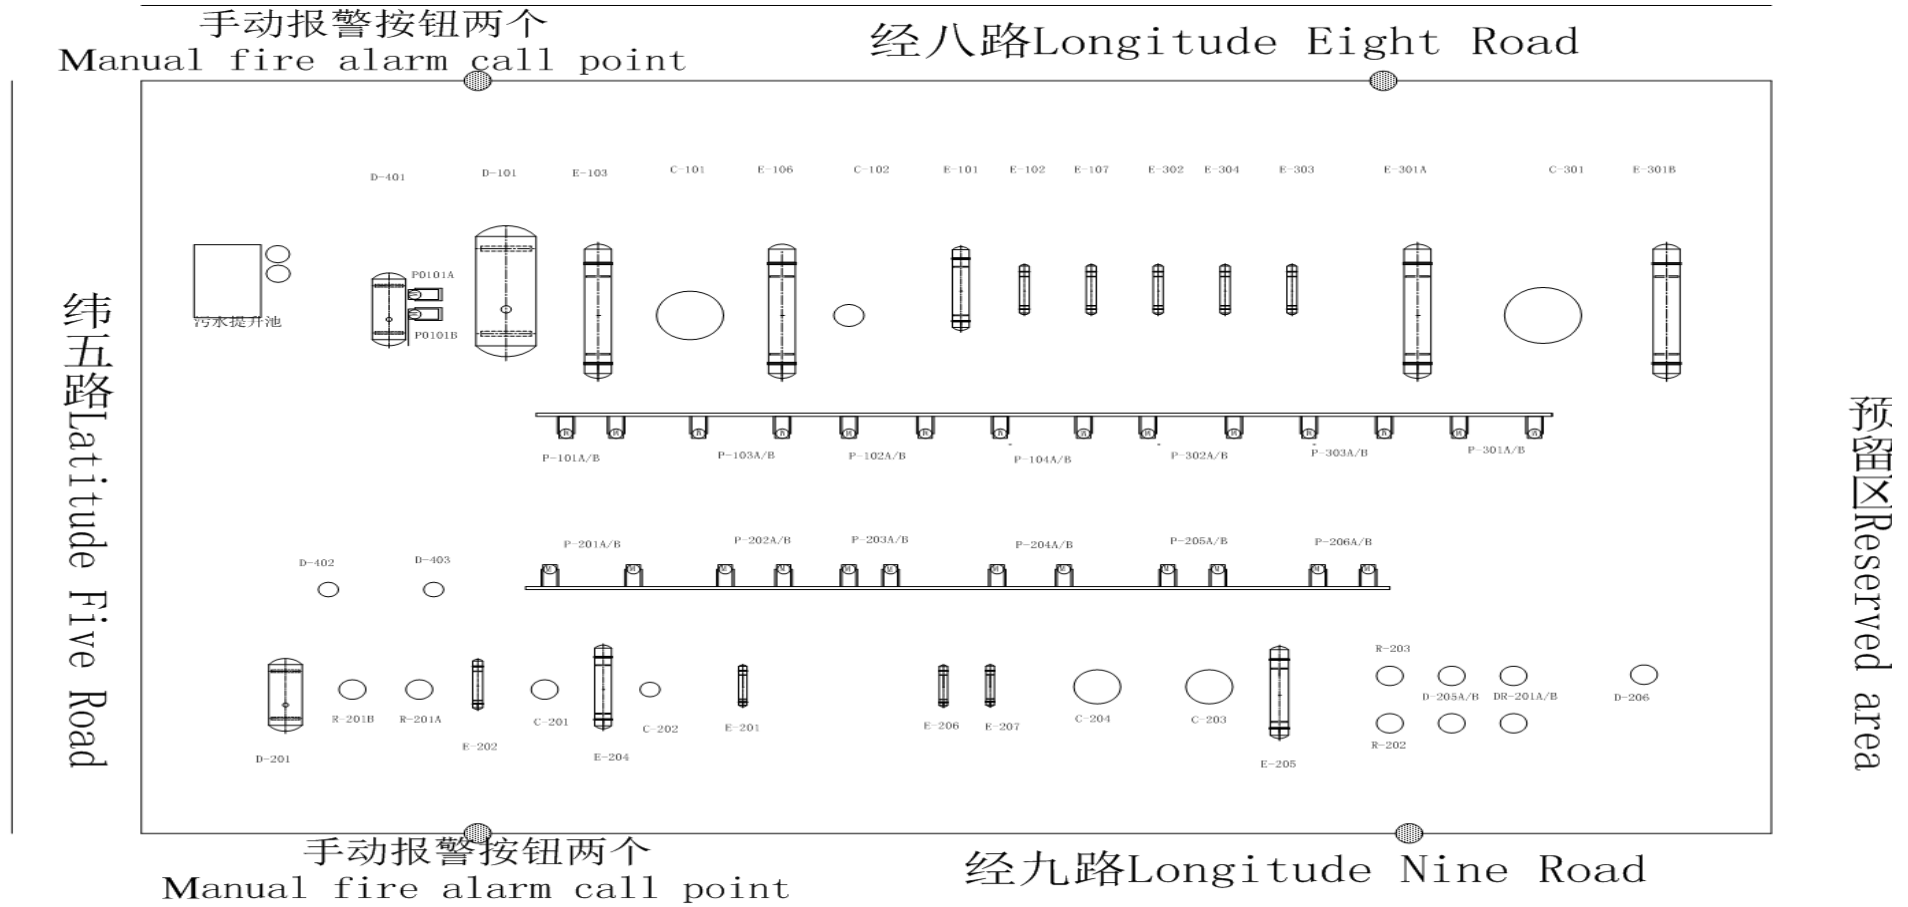 手动报警按钮两个
Manual fire alarm call point
经八路Longitude Eight Road
D-401
D-101
E-103
C-101
E-106
C-102
E-101
E-102
E-107
E-302
E-304
E-303
E-301A
C-301
E-301B
P0101A
P0101B
污水提升池
纬五路Latitude Five Road
预留区Reserved area
P-101A/B
P-103A/B
P-102A/B
P-104A/B
P-302A/B
P-303A/B
P-301A/B
P-201A/B
P-202A/B
P-203A/B
P-204A/B
P-205A/B
P-206A/B
D-402
D-403
R-203
D-205A/B
DR-201A/B
D-206
R-201B
R-201A
C-201
C-202
E-201
E-206
E-207
C-204
C-203
R-202
E-202
E-204
D-201
E-205
手动报警按钮两个
Manual fire alarm call point
经九路Longitude Nine Road